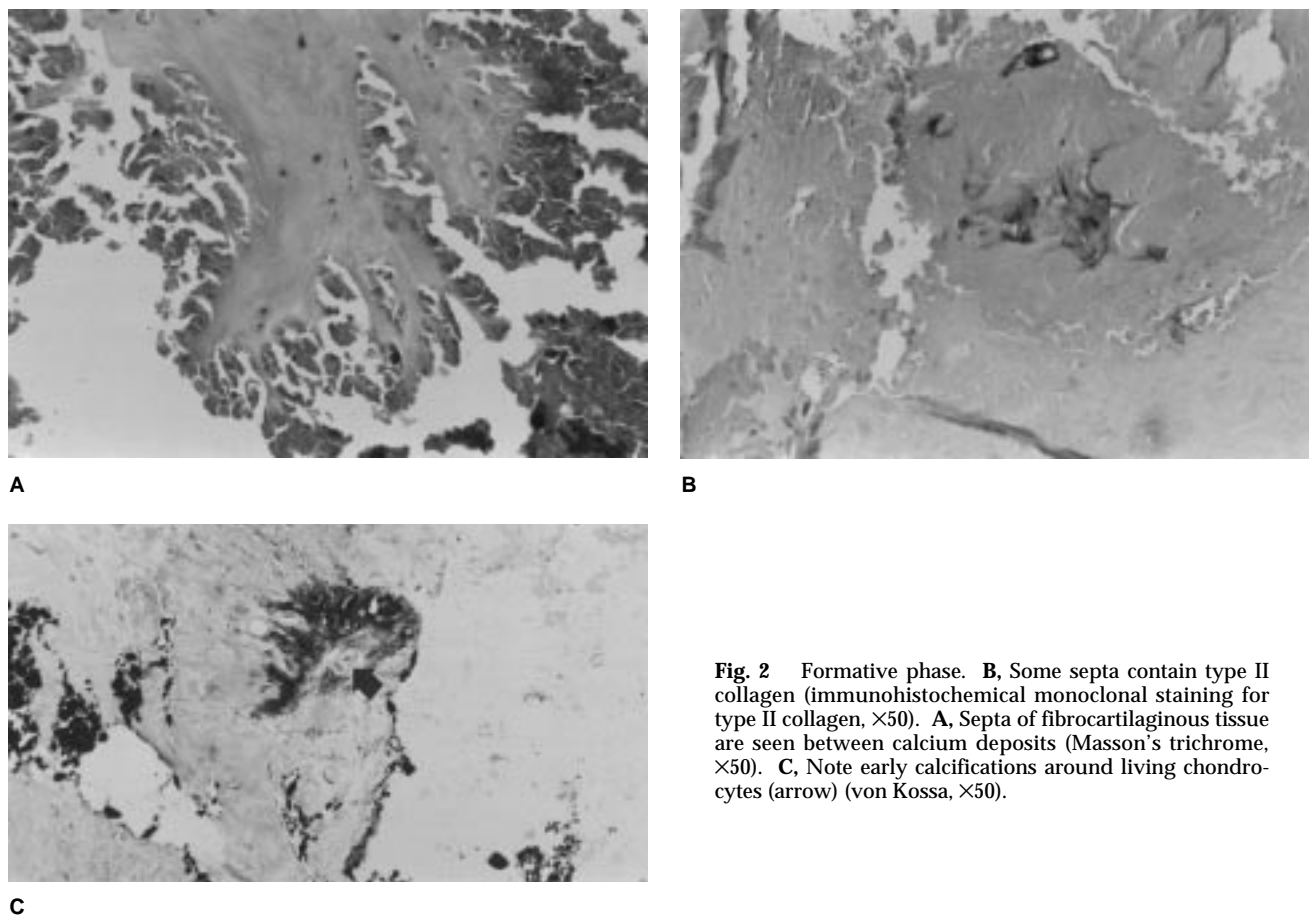 A
B
Fig. 2 Formative phase. B, Some septa contain type II
collagen (immunohistochemical monoclonal staining for
type II collagen, ×50). A, Septa of fibrocartilaginous tissue
are seen between calcium deposits (Masson's trichrome,
×50). C, Note early calcifications around living chondro-
cytes (arrow) (von Kossa, ×50).
C